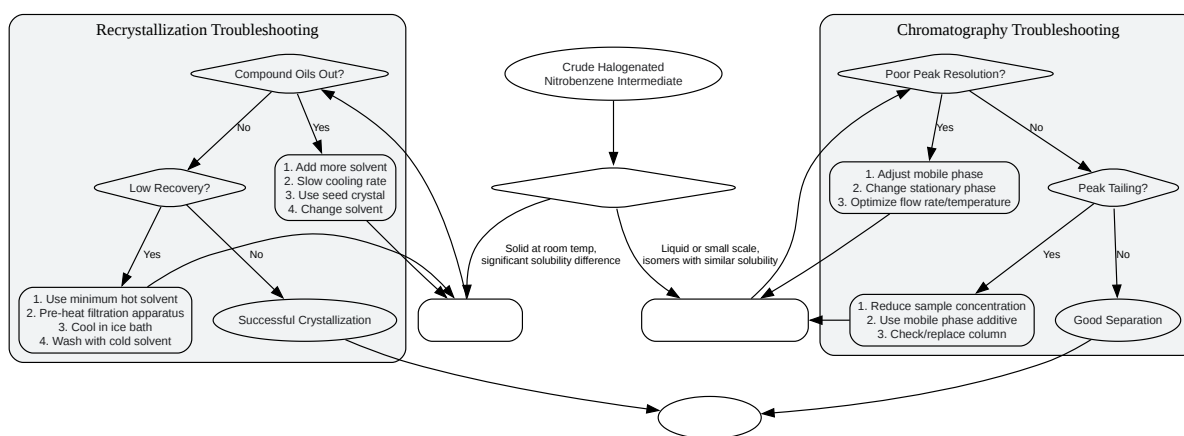 Recrystallization Troubleshooting
Compound Oils Out?
No
Yes
1. Add more solvent
2. Slow cooling rate
3. Use seed crystal
4. Change solvent
Low Recovery?
Yes
No
1. Use minimum hot solvent
2. Pre-heat filtration apparatus
3. Cool in ice bath
4. Wash with cold solvent
Successful Crystallization
Crude Halogenated
Nitrobenzene Intermediate
Solid at room temp,
significant solubility difference
Liquid or small scale,
isomers with similar solubility
Chromatography Troubleshooting
Poor Peak Resolution?
Yes
No
1. Adjust mobile phase
2. Change stationary phase
3. Optimize flow rate/temperature
Peak Tailing?
Yes
No
1. Reduce sample concentration
2. Use mobile phase additive
3. Check/replace column
Good Separation